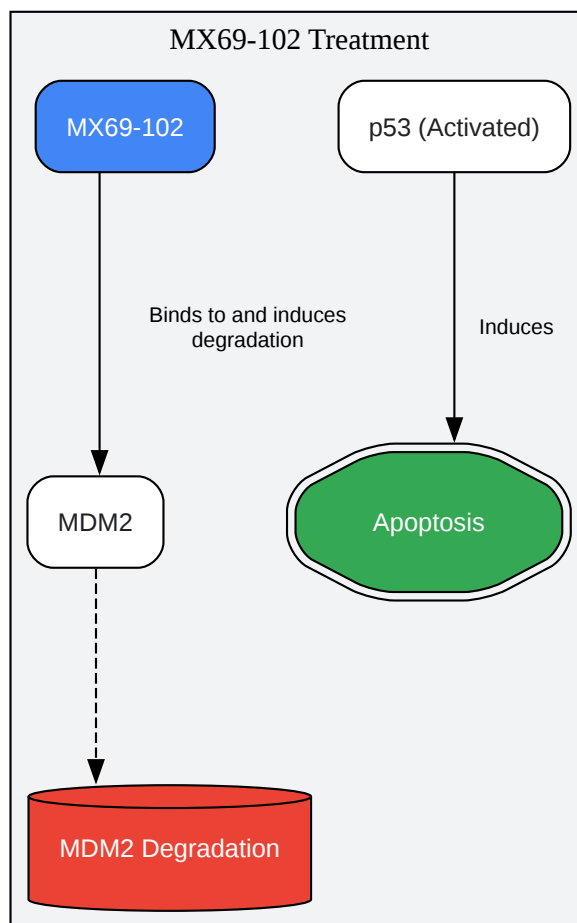 MX69-102 Treatment
MX69-102
p53 (Activated)
Binds to and induces
degradation
Induces
MDM2
Apoptosis
MDM2 Degradation